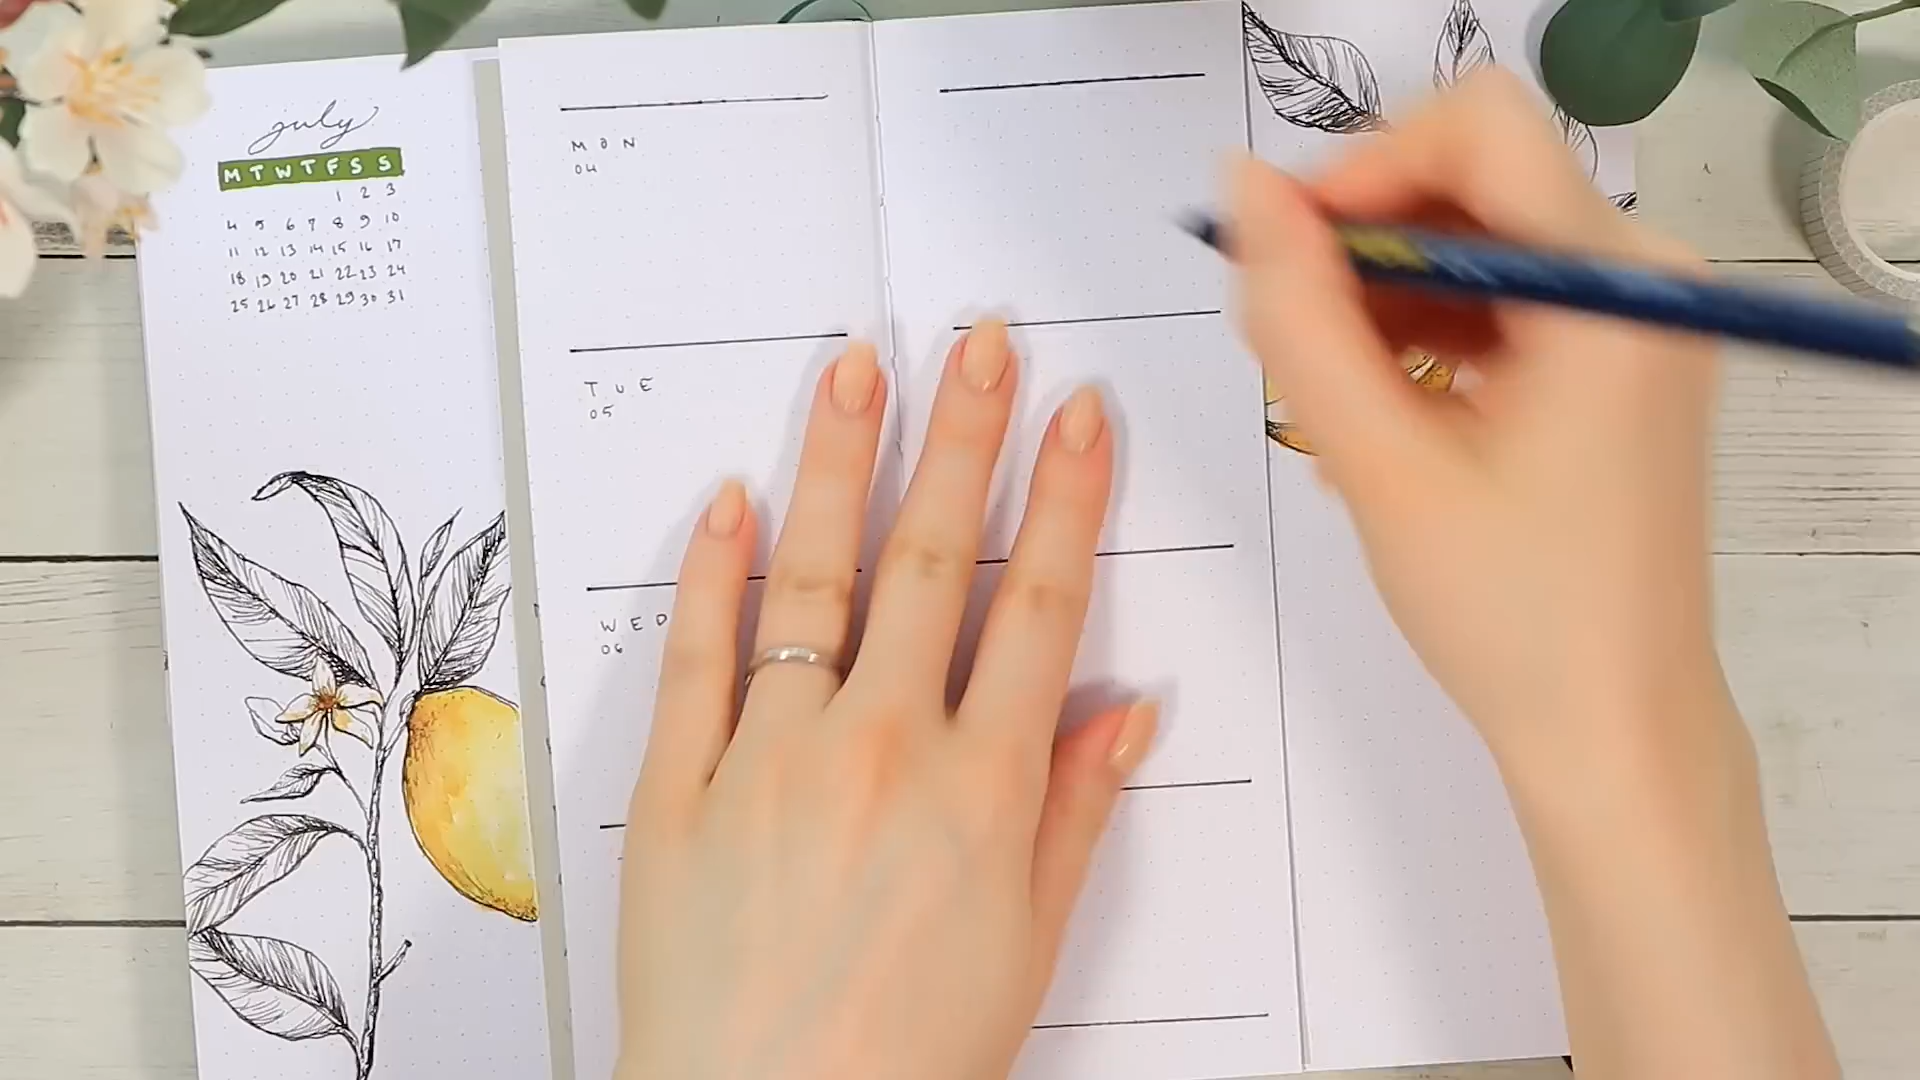 july
M T W T F S S
1 2 3
4 5 6 7 8 9 10
11 12 13 14 15 16 17
18 19 20 21 22 23 24
25 26 27 28 29 30 31
MON
04
TUE
05
WED
06